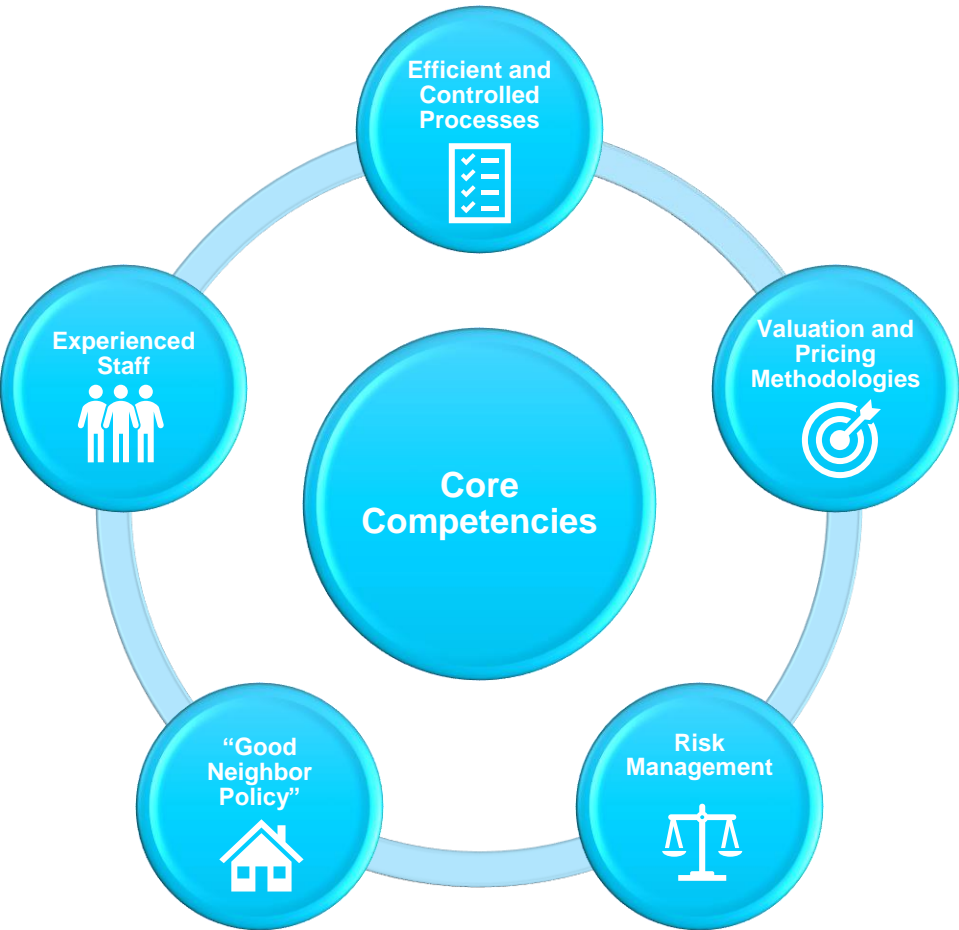 Efficient and
Controlled
Processes
Valuation and
Pricing
Methodologies
Experienced
Staff
Core
Competencies
Risk
Management
“Good
Neighbor
Policy”